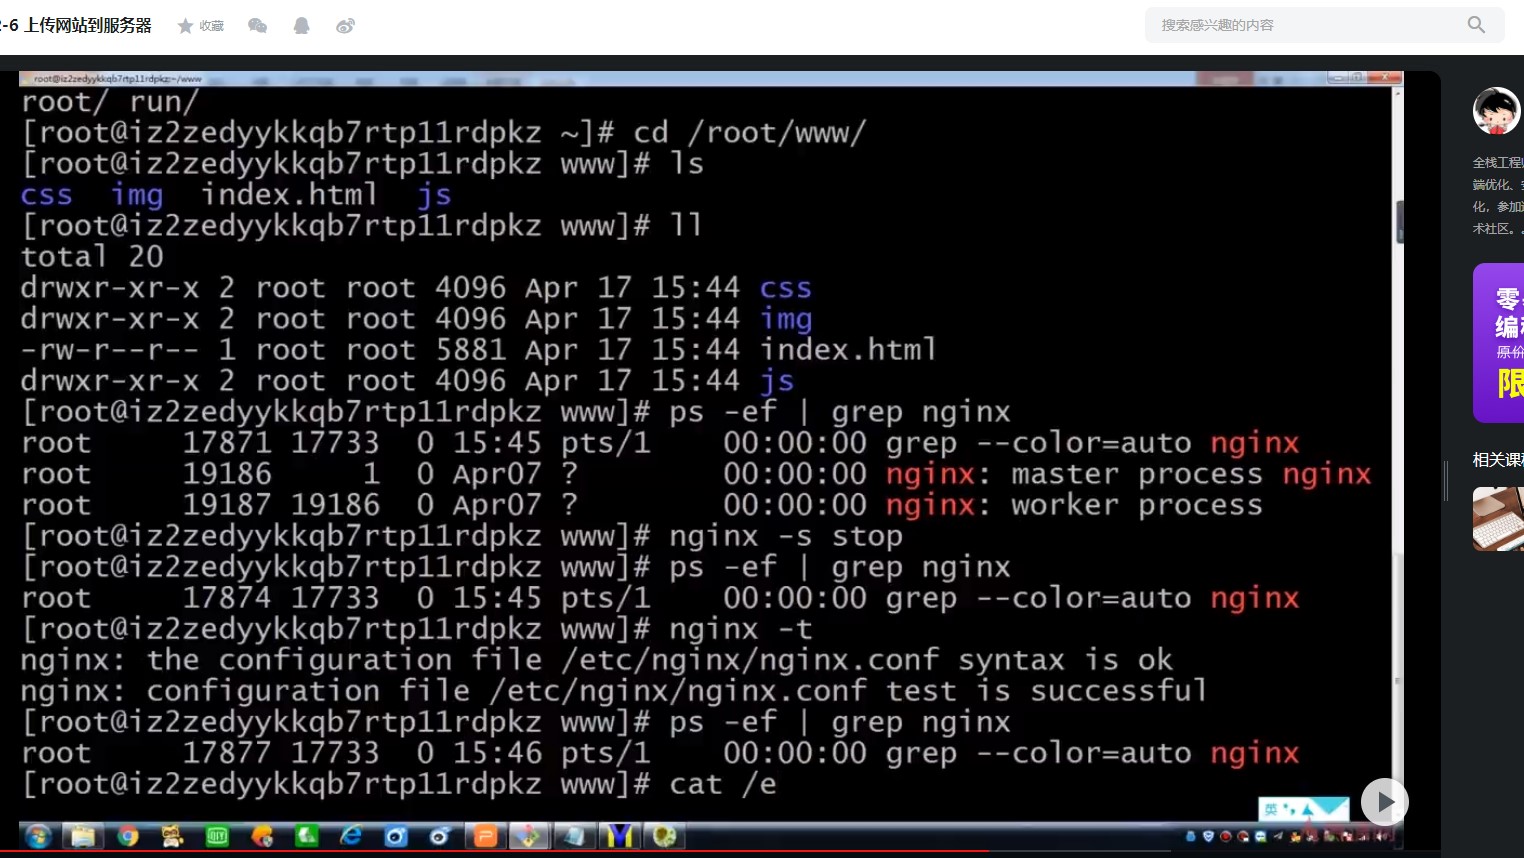 2-6 上传网站到服务器
收藏
搜索感兴趣的内容
root@iz2zedyykkqb7rtp11rdpkz:~/www
root/ run/
[root@iz2zedyykkqb7rtp11rdpkz ~]# cd /root/www/
[root@iz2zedyykkqb7rtp11rdpkz www]# ls
css img index.html js
[root@iz2zedyykkqb7rtp11rdpkz www]# ll
total 20
drwxr-xr-x 2 root root 4096 Apr 17 15:44 css
drwxr-xr-x 2 root root 4096 Apr 17 15:44 img
-rw-r--r-- 1 root root 5881 Apr 17 15:44 index.html
drwxr-xr-x 2 root root 4096 Apr 17 15:44 js
[root@iz2zedyykkqb7rtp11rdpkz www]# ps -ef | grep nginx
root 17871 17733 0 15:45 pts/1 00:00:00 grep --color=auto nginx
root 19186 1 0 Apr07 ? 00:00:00 nginx: master process nginx
root 19187 19186 0 Apr07 ? 00:00:00 nginx: worker process
[root@iz2zedyykkqb7rtp11rdpkz www]# nginx -s stop
[root@iz2zedyykkqb7rtp11rdpkz www]# ps -ef | grep nginx
root 17874 17733 0 15:45 pts/1 00:00:00 grep --color=auto nginx
[root@iz2zedyykkqb7rtp11rdpkz www]# nginx -t
nginx: the configuration file /etc/nginx/nginx.conf syntax is ok
nginx: configuration file /etc/nginx/nginx.conf test is successful
[root@iz2zedyykkqb7rtp11rdpkz www]# ps -ef | grep nginx
root 17877 17733 0 15:46 pts/1 00:00:00 grep --color=auto nginx
[root@iz2zedyykkqb7rtp11rdpkz www]# cat /e
英
全栈工程
端优化、
化，参加
术社区。
零
编
原价
限
相关课